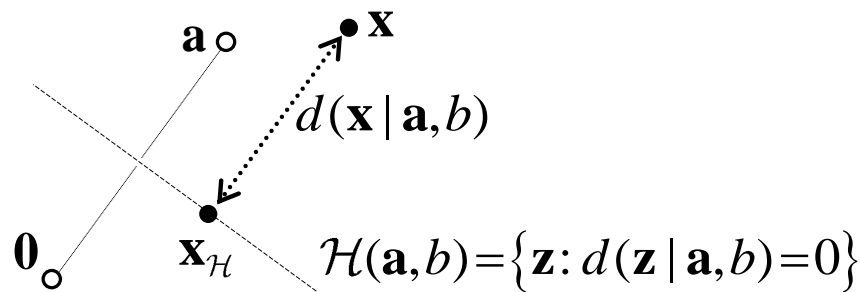 a
x
d(x | a, b)
0
x_ℋ
ℋ(a, b) = {z: d(z | a, b) = 0}